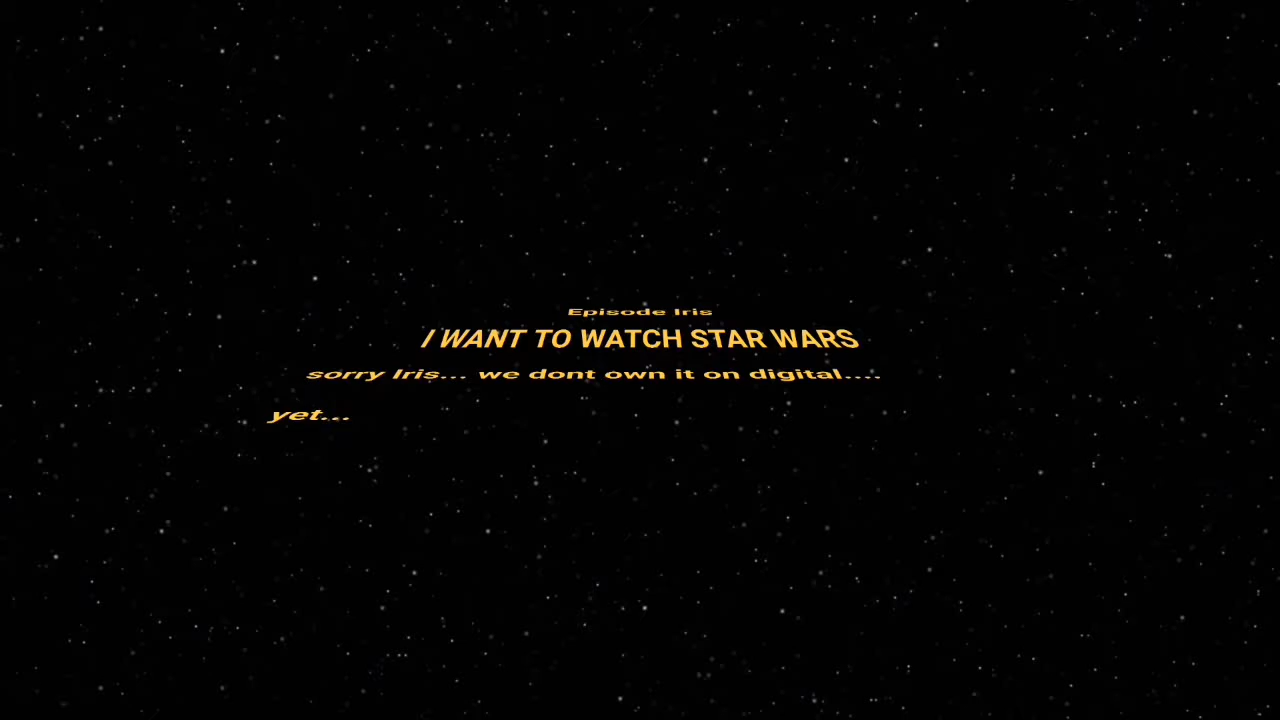 Episode Iris
I WANT TO WATCH STAR WARS
sorry Iris... we dont own it on digital....
yet...